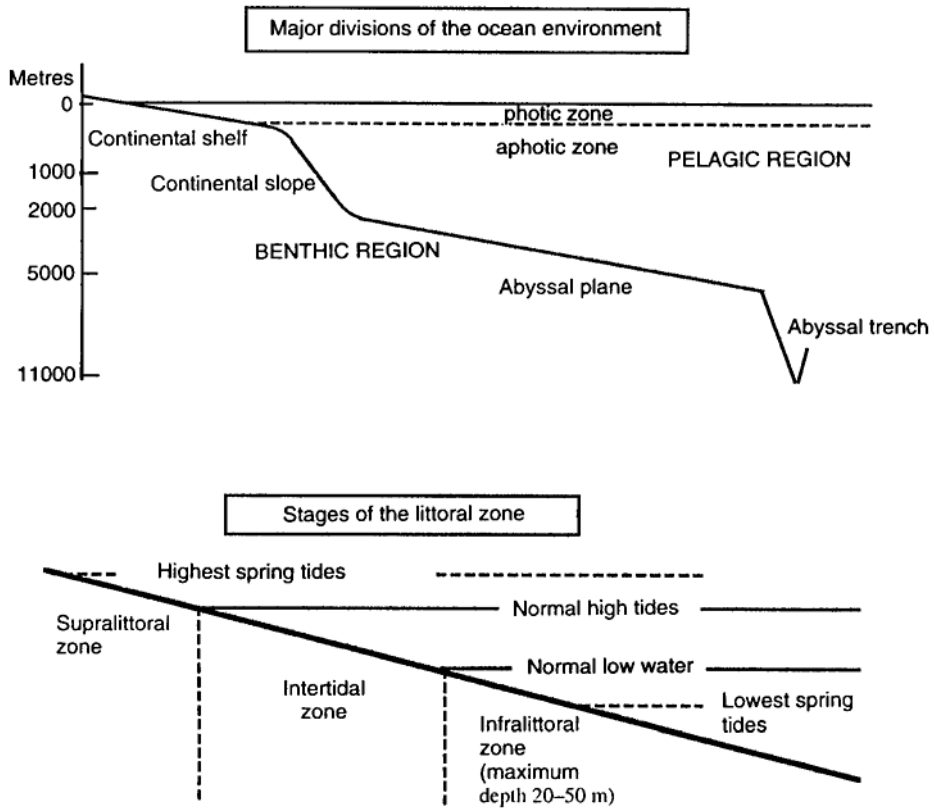 Major divisions of the ocean environment
Metres
0
photic zone
Continental shelf
aphotic zone
PELAGIC REGION
1000
Continental slope
2000
BENTHIC REGION
5000
Abyssal plane
Abyssal trench
11000
Stages of the littoral zone
Highest spring tides
Normal high tides
Supralittoral
zone
Normal low water
Intertidal
zone
Lowest spring
tides
Infralittoral
zone
(maximum
depth 20–50 m)